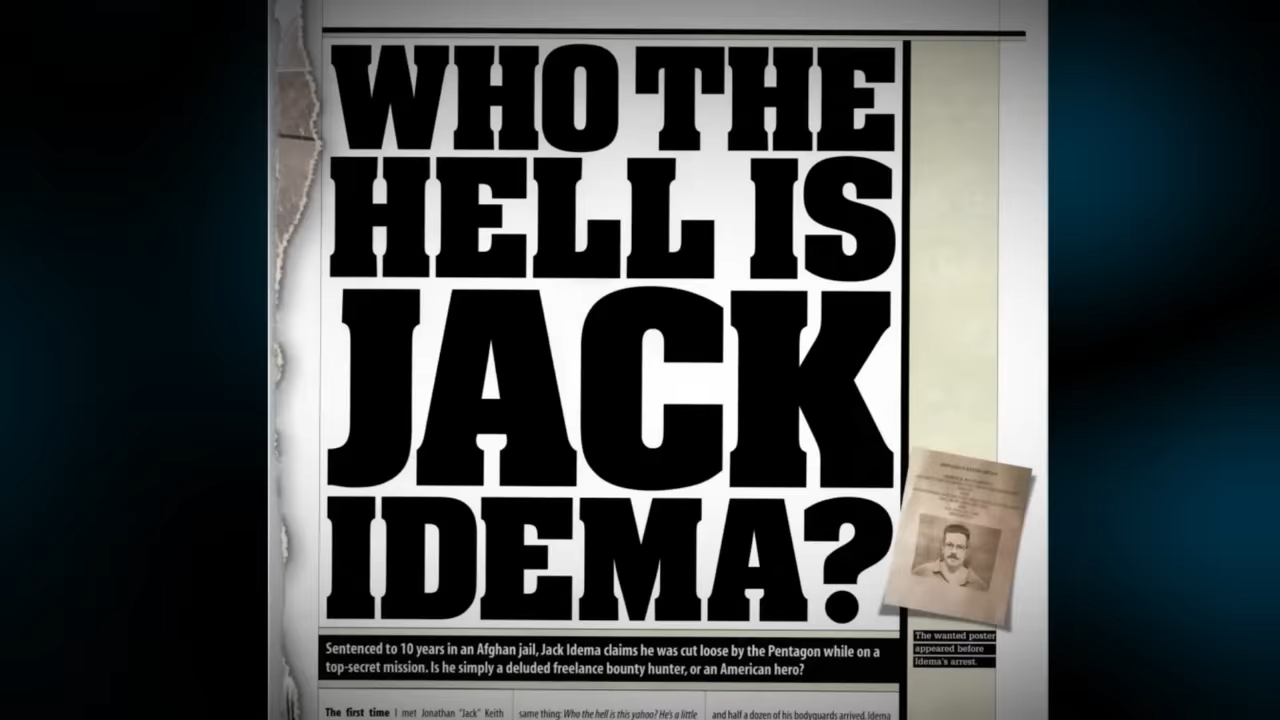 WHO THE
HELL IS
JACK
IDEMA?
Sentenced to 10 years in an Afghan jail, Jack Idema claims he was cut loose by the Pentagon while on a
top-secret mission. Is he simply a deluded freelance bounty hunter, or an American hero?
The wanted poster
appeared before
Idema's arrest.
The first time I met Jonathan "Jack" Keith
same thing: Who the hell is this yahoo? He's a little
and half a dozen of his bodyguards arrived. Idema